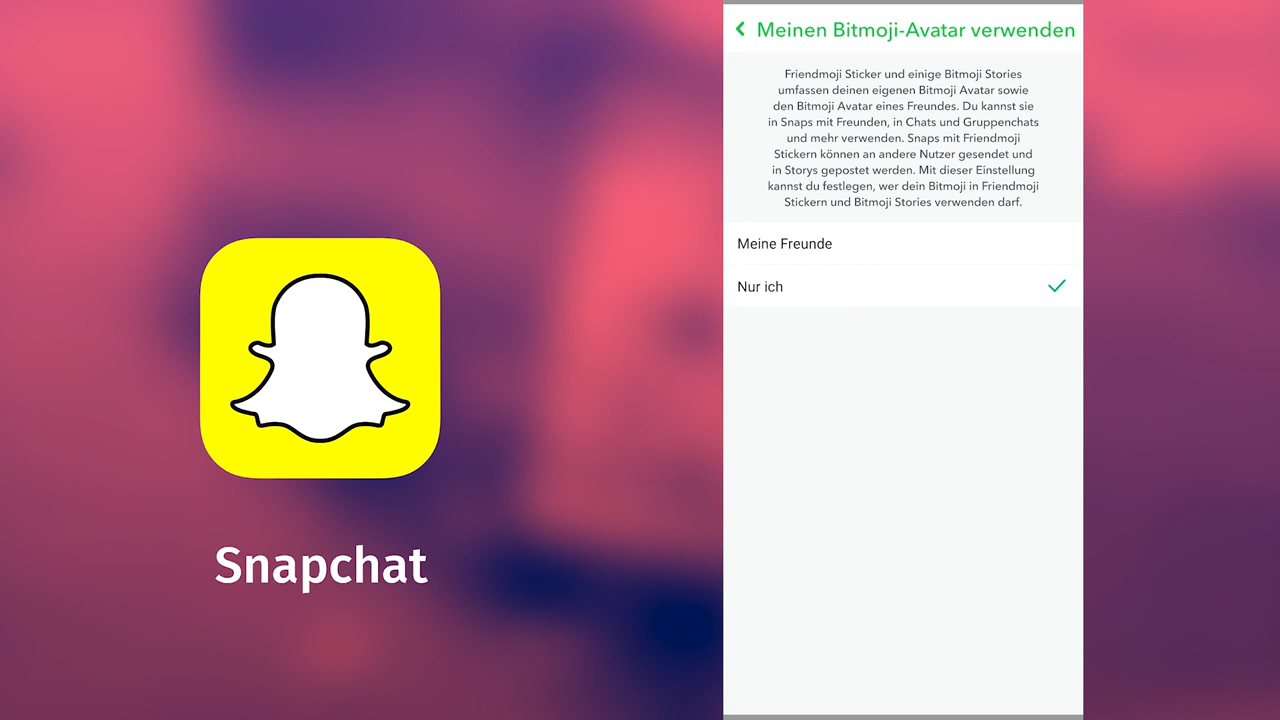 Snapchat
Meinen Bitmoji-Avatar verwenden
Friendmoji Sticker und einige Bitmoji Stories
umfassen deinen eigenen Bitmoji Avatar sowie
den Bitmoji Avatar eines Freundes. Du kannst sie
in Snaps mit Freunden, in Chats und Gruppenchats
und mehr verwenden. Snaps mit Friendmoji
Stickern können an andere Nutzer gesendet und
in Storys gepostet werden. Mit dieser Einstellung
kannst du festlegen, wer dein Bitmoji in Friendmoji
Stickern und Bitmoji Stories verwenden darf.
Meine Freunde
Nur ich